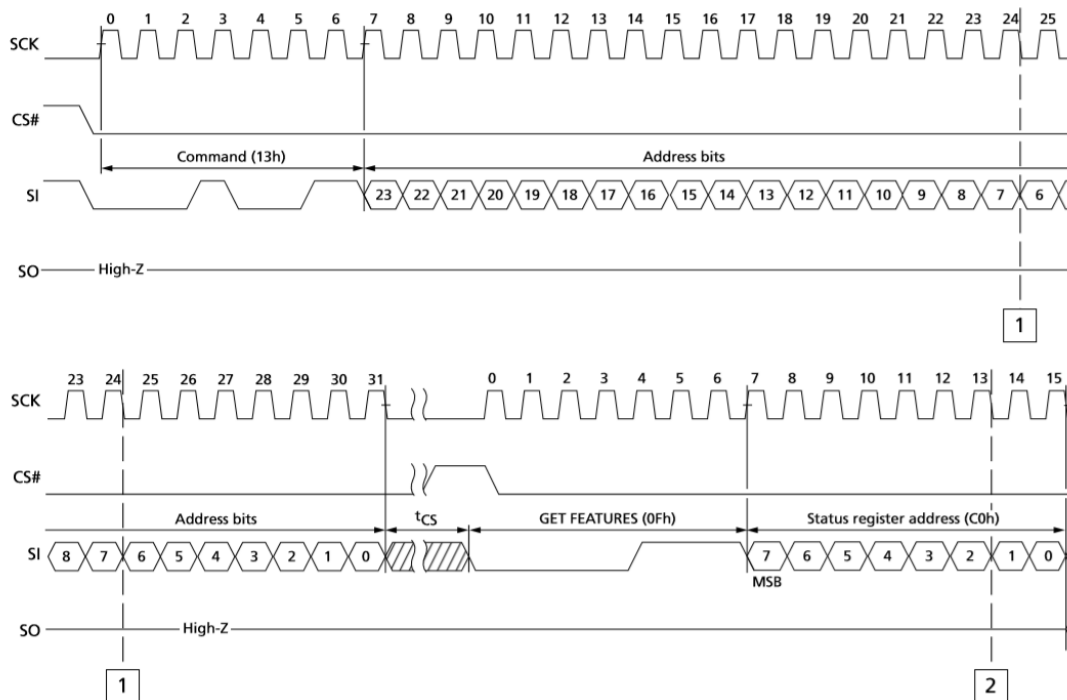 0 1 2 3 4 5 6 7 8 9 10 11 12 13 14 15 16 17 18 19 20 21 22 23 24 25
SCK
CS#
Command (13h) Address bits
SI 23 22 21 20 19 18 17 16 15 14 13 12 11 10 9 8 7 6
SO High-Z
1
23 24 25 26 27 28 29 30 31 0 1 2 3 4 5 6 7 8 9 10 11 12 13 14 15
SCK
CS#
Address bits tCS GET FEATURES (0Fh) Status register address (C0h)
SI 8 7 6 5 4 3 2 1 0 7 6 5 4 3 2 1 0
MSB
SO High-Z
1 2